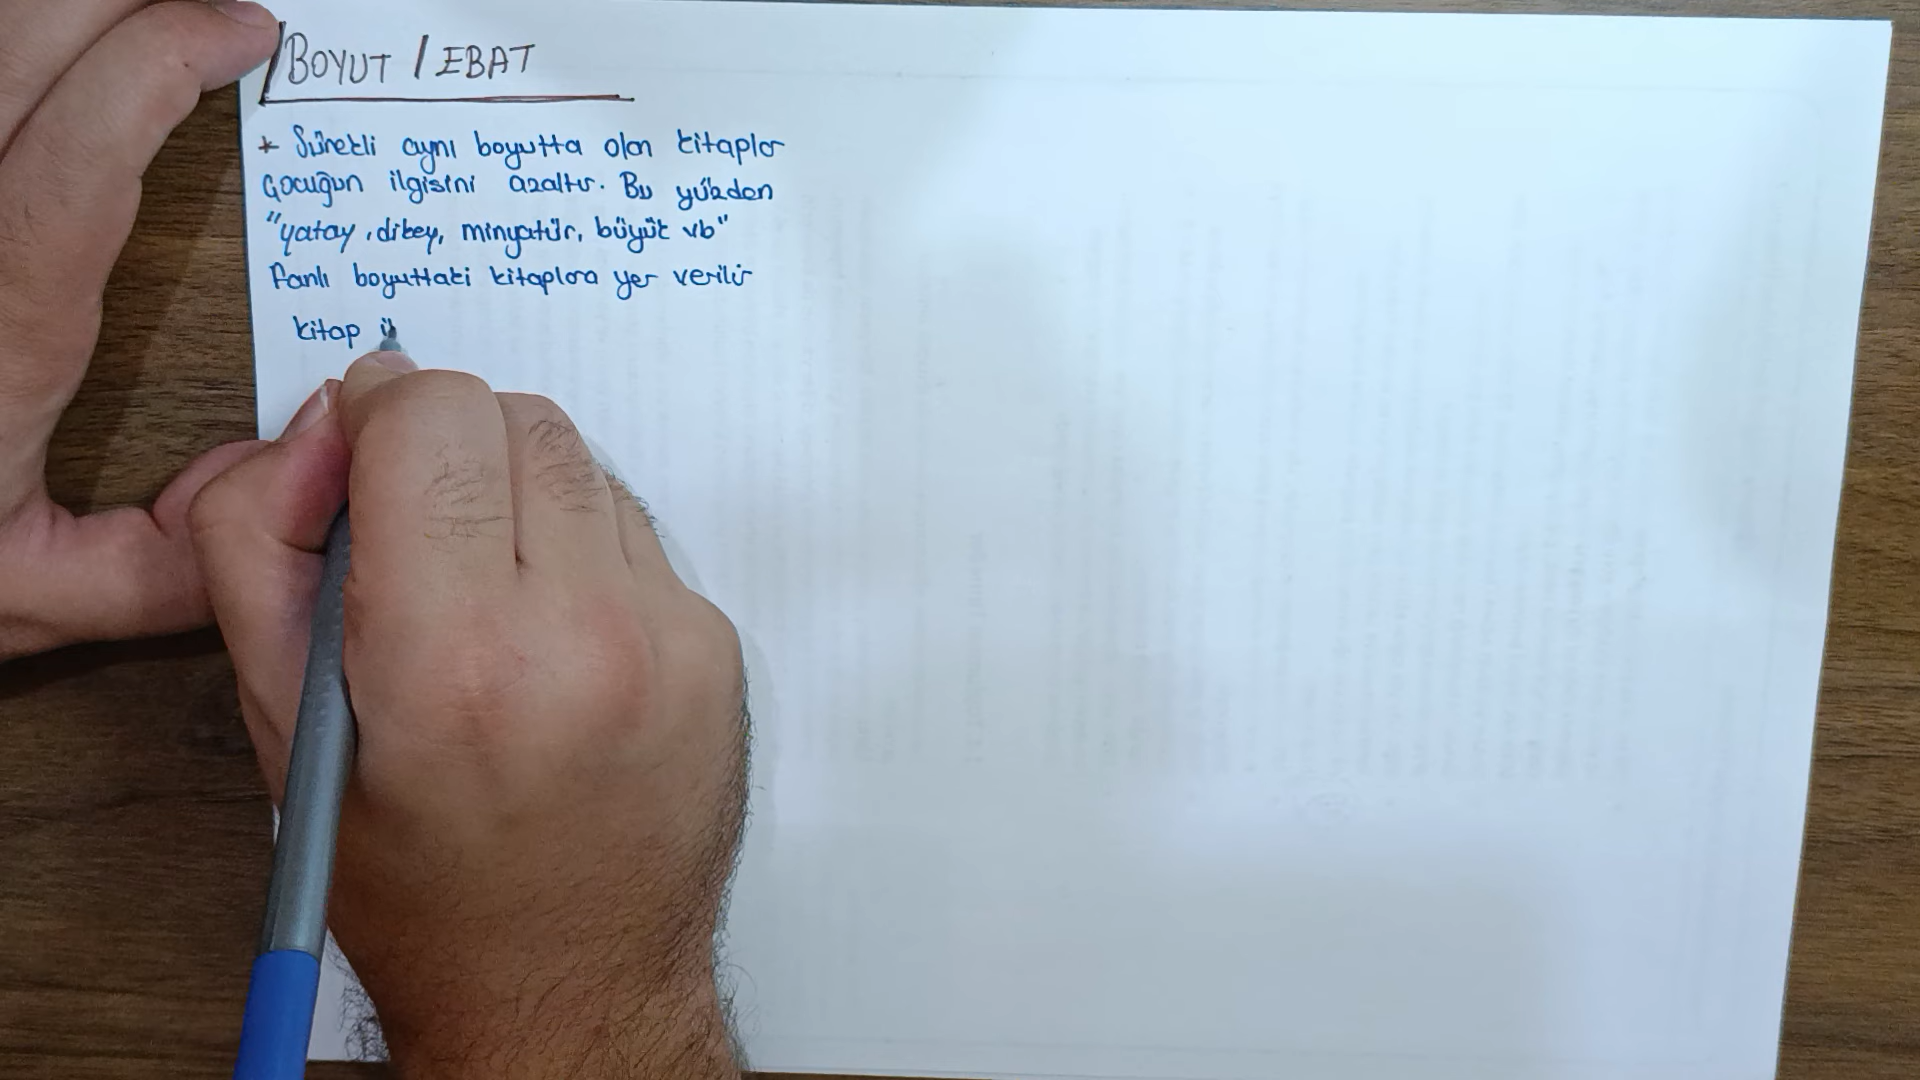 BOYUT / EBAT
* Sürekli aynı boyutta olan kitaplar
Çocuğun ilgisini azaltır. Bu yüzden
"yatay, dikey, minyatür, büyük vb"
Farklı boyuttaki kitaplara yer verilir
kitap